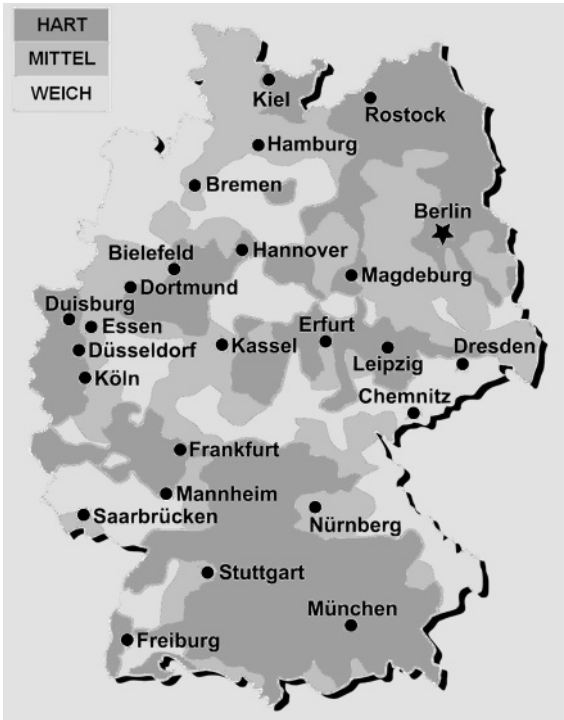 HART
MITTEL
WEICH
Kiel
Rostock
Hamburg
Bremen
Berlin
Bielefeld
Hannover
Magdeburg
Dortmund
Duisburg
Essen
Erfurt
Düsseldorf
Kassel
Leipzig
Dresden
Köln
Chemnitz
Frankfurt
Mannheim
Saarbrücken
Nürnberg
Stuttgart
München
Freiburg